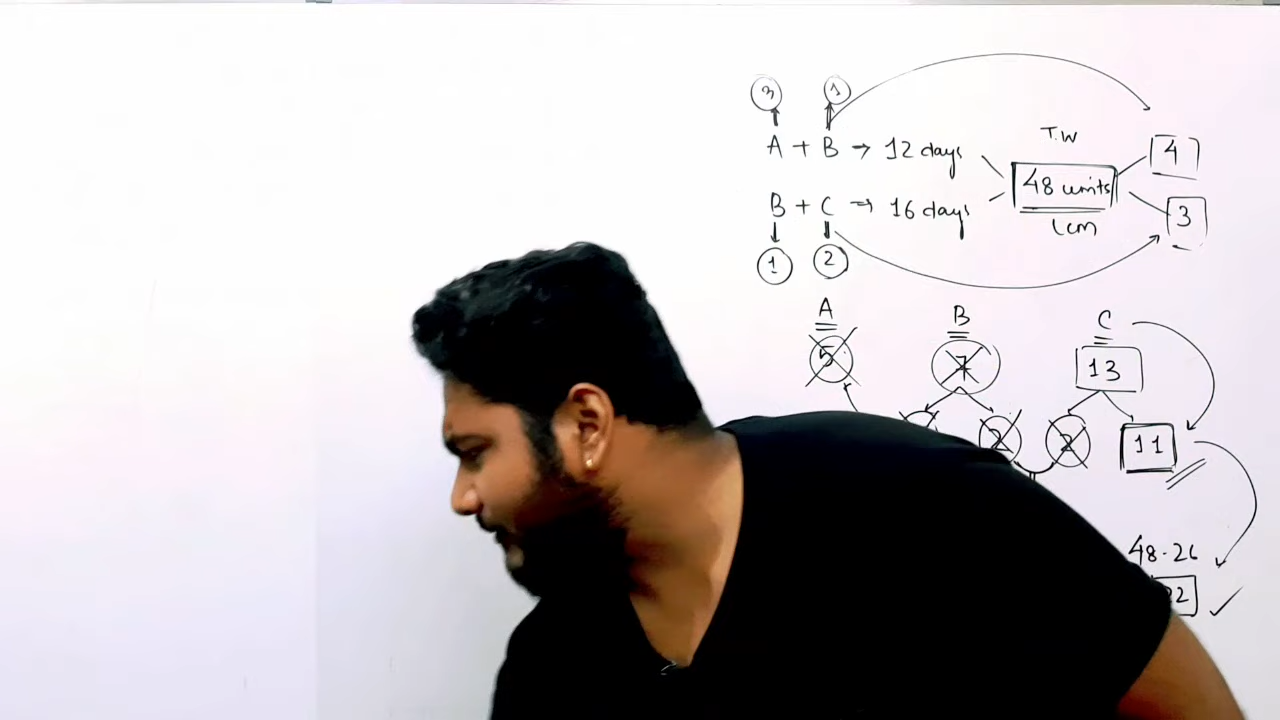 3 1
A + B → 12 days
T.W
48 units
lcm
4
B + C ⇒ 16 days
3
1 2
A B C
5 7 13
2 2 11
48-26
22